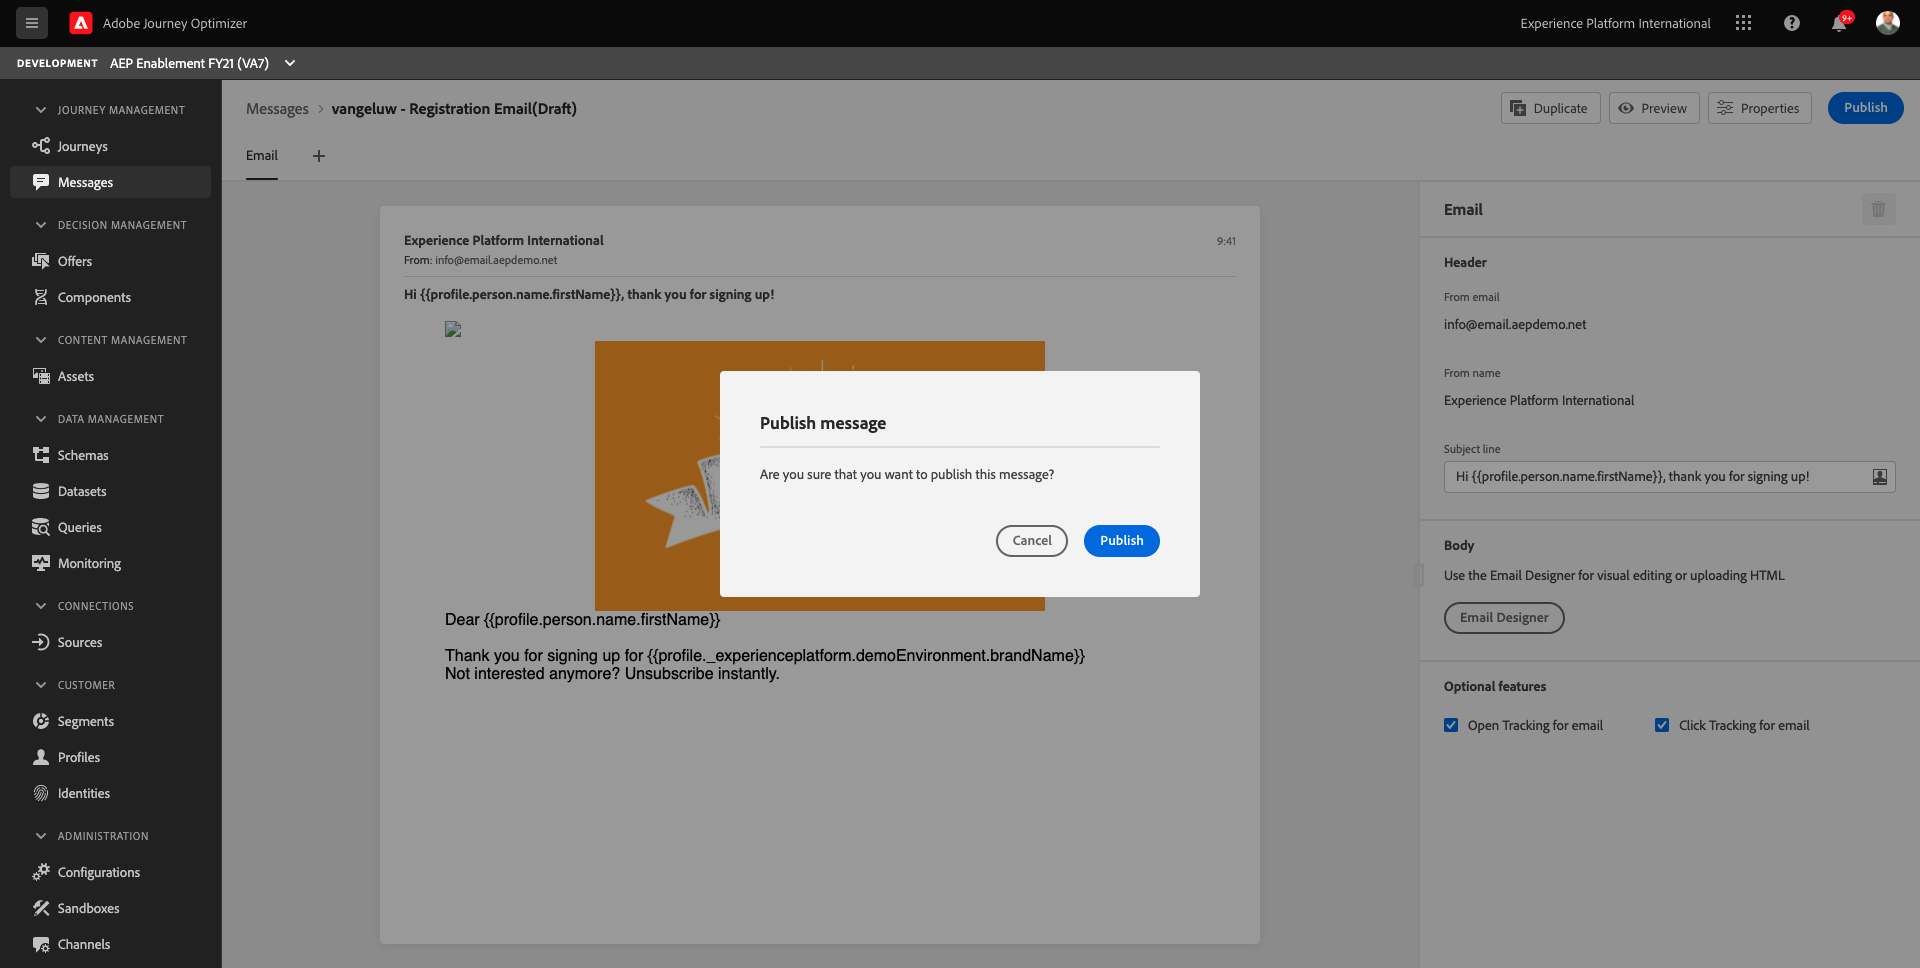 Adobe Journey Optimizer
Experience Platform International
9+
DEVELOPMENT AEP Enablement FY21 (VA7)
JOURNEY MANAGEMENT
Journeys
Messages
DECISION MANAGEMENT
Offers
Components
CONTENT MANAGEMENT
Assets
DATA MANAGEMENT
Schemas
Datasets
Queries
Monitoring
CONNECTIONS
Sources
CUSTOMER
Segments
Profiles
Identities
ADMINISTRATION
Configurations
Sandboxes
Channels
Messages > vangeluw - Registration Email(Draft)
Duplicate
Preview
Properties
Publish
Email
Experience Platform International
9:41
From: info@email.aepdemo.net
Hi {{profile.person.name.firstName}}, thank you for signing up!
Dear {{profile.person.name.firstName}}
Thank you for signing up for {{profile._experienceplatform.demoEnvironment.brandName}}
Not interested anymore? Unsubscribe instantly.
Publish message
Are you sure that you want to publish this message?
Cancel
Publish
Email
Header
From email
info@email.aepdemo.net
From name
Experience Platform International
Subject line
Hi {{profile.person.name.firstName}}, thank you for signing up!
Body
Use the Email Designer for visual editing or uploading HTML
Email Designer
Optional features
Open Tracking for email
Click Tracking for email